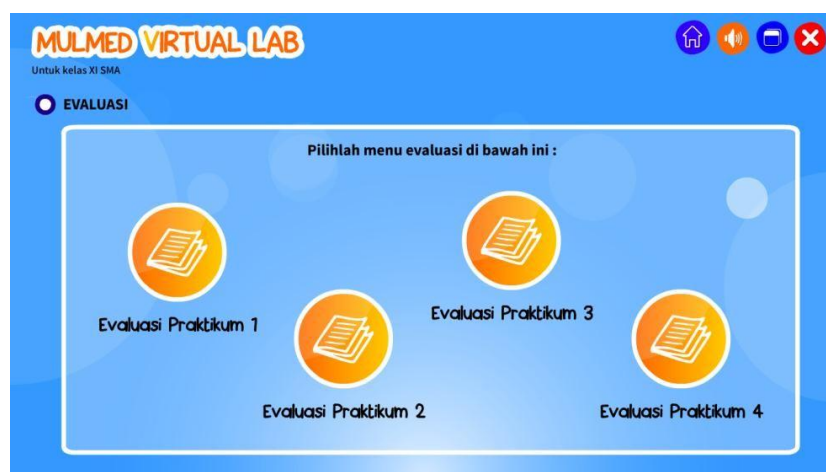 MULMED VIRTUAL LAB
Untuk kelas XI SMA
EVALUASI
Pilihlah menu evaluasi di bawah ini :
Evaluasi Praktikum 1
Evaluasi Praktikum 2
Evaluasi Praktikum 3
Evaluasi Praktikum 4